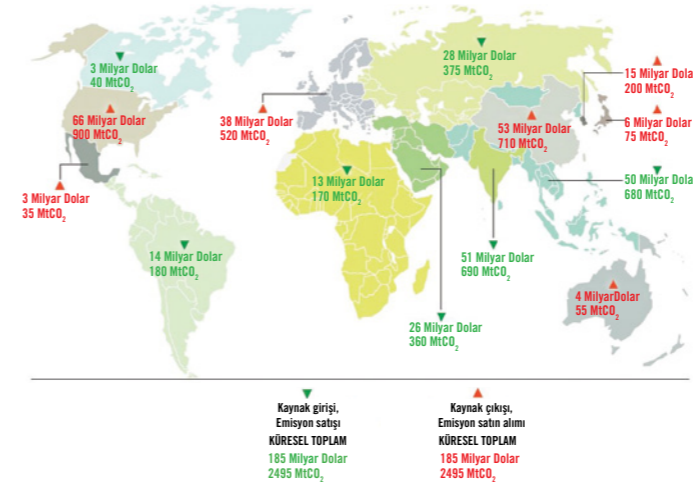 3 Milyar Dolar
40 MtCO₂
66 Milyar Dolar
900 MtCO₂
3 Milyar Dolar
35 MtCO₂
14 Milyar Dolar
180 MtCO₂
38 Milyar Dolar
520 MtCO₂
28 Milyar Dolar
375 MtCO₂
13 Milyar Dolar
170 MtCO₂
26 Milyar Dolar
360 MtCO₂
51 Milyar Dolar
690 MtCO₂
53 Milyar Dolar
710 MtCO₂
15 Milyar Dola
200 MtCO₂
6 Milyar Dolar
75 MtCO₂
50 Milyar Dola
680 MtCO₂
4 MilyarDolar
55 MtCO₂
Kaynak girişi,
Emisyon satışı
KÜRESEL TOPLAM
185 Milyar Dolar
2495 MtCO₂
Kaynak çıkışı,
Emisyon satın alımı
KÜRESEL TOPLAM
185 Milyar Dolar
2495 MtCO₂